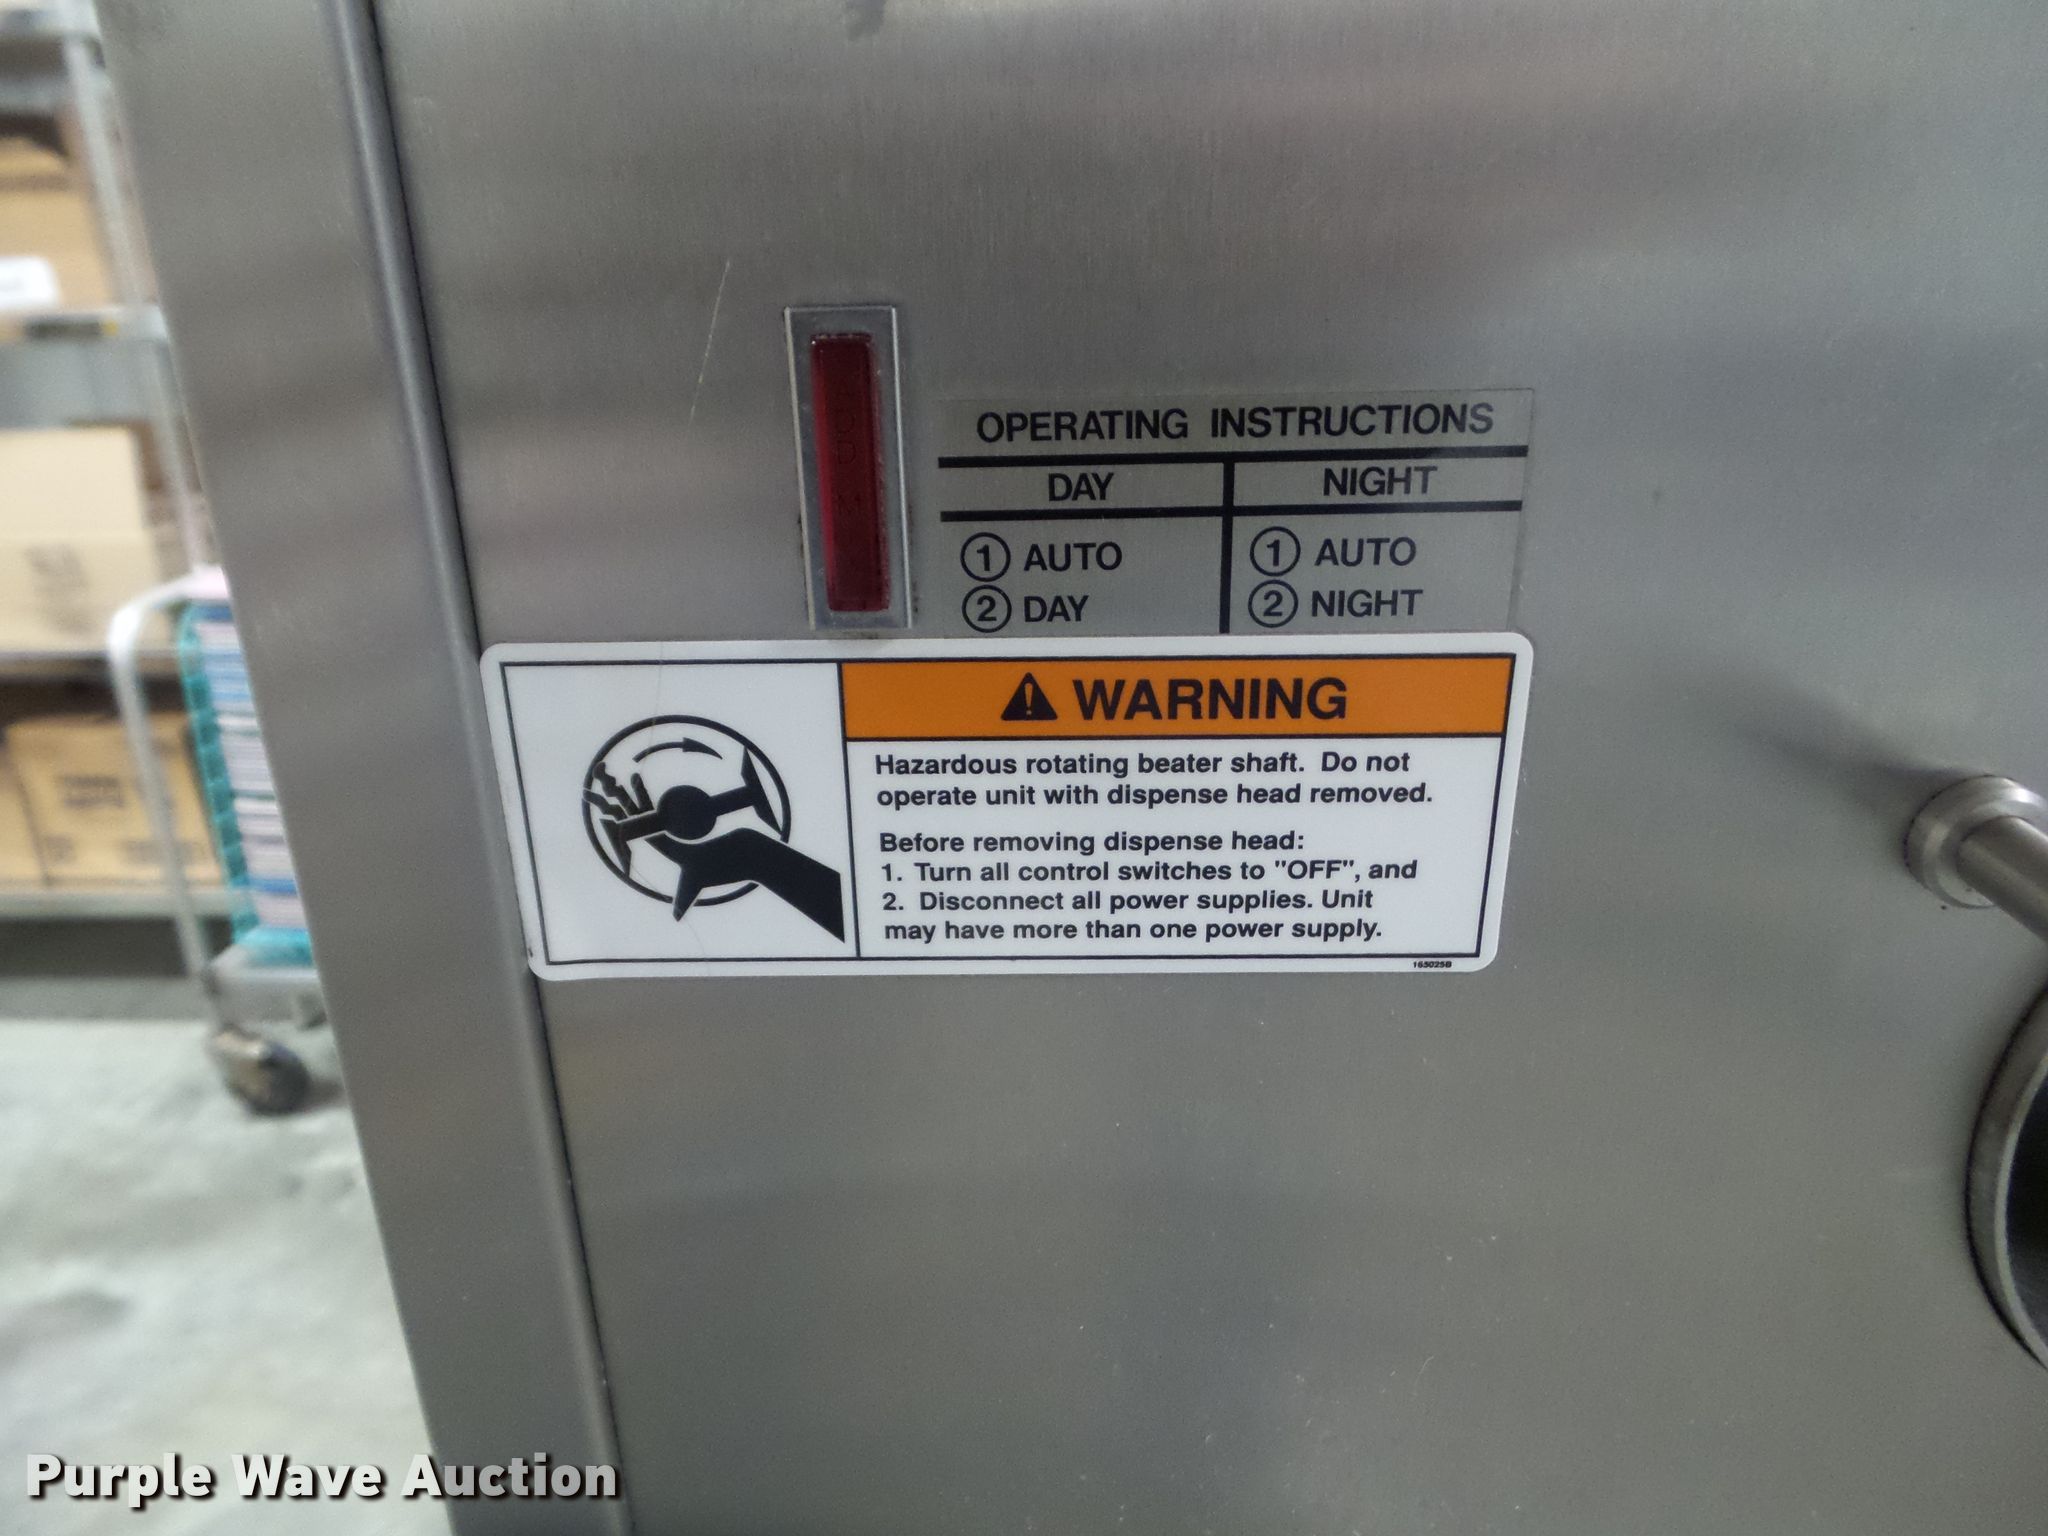 OPERATING INSTRUCTIONS
DAY NIGHT
1 AUTO 1 AUTO
2 DAY 2 NIGHT
WARNING
Hazardous rotating beater shaft. Do not
operate unit with dispense head removed.
Before removing dispense head:
1. Turn all control switches to "OFF", and
2. Disconnect all power supplies. Unit
may have more than one power supply.
165025B
Purple Wave Auction